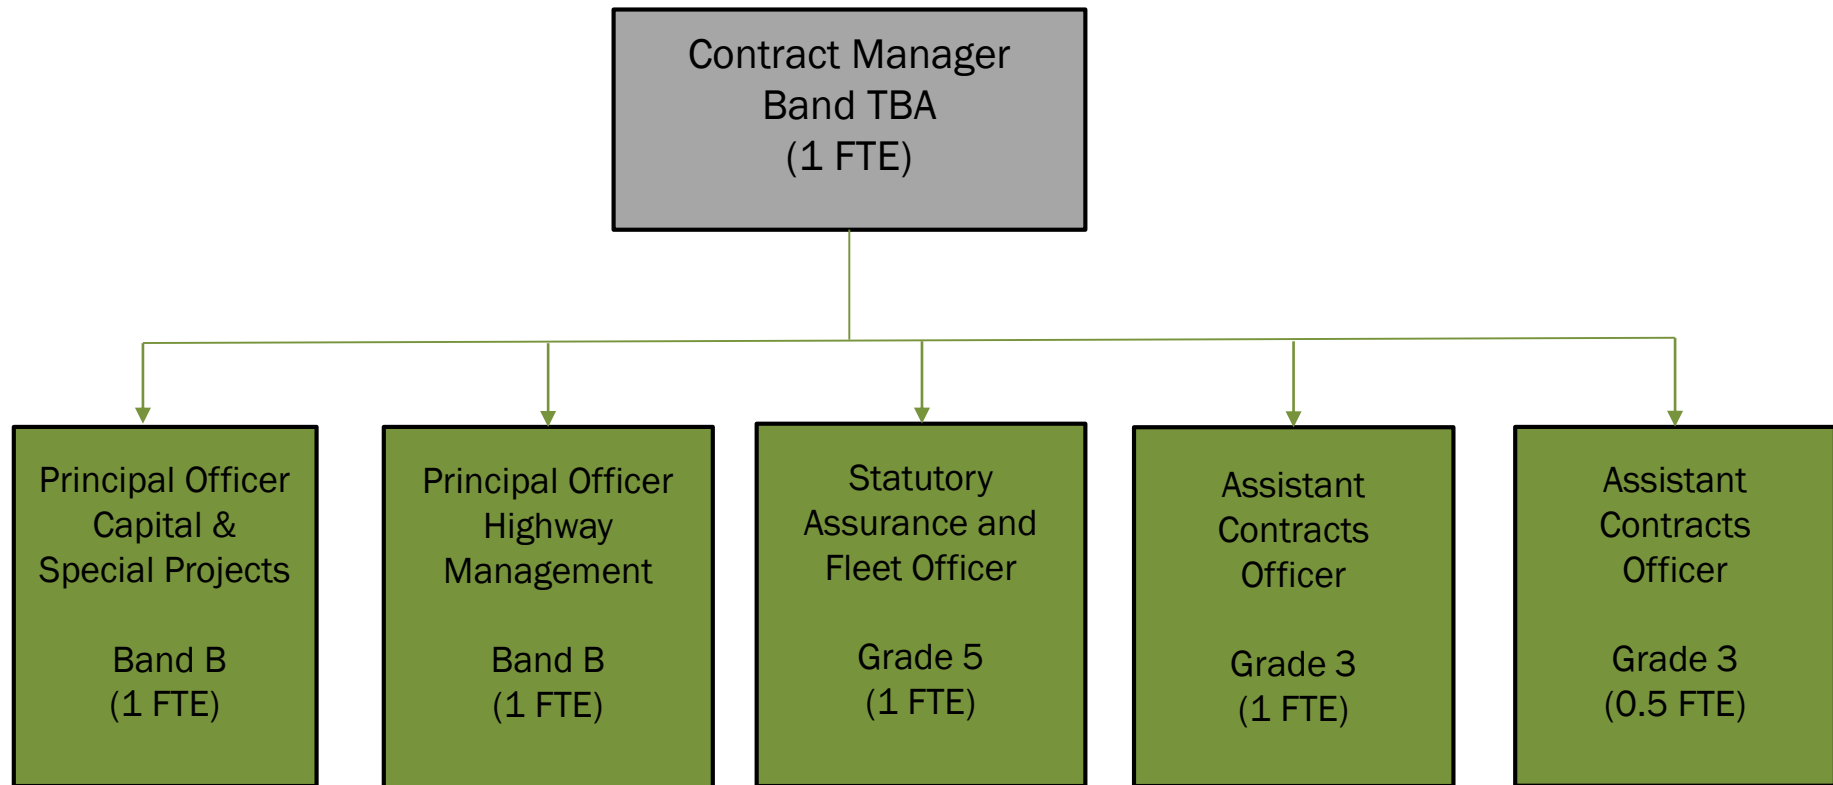 Contract Manager
Band TBA
(1 FTE)
Principal Officer
Capital &
Special Projects
Band B
(1 FTE)
Principal Officer
Highway
Management
Band B
(1 FTE)
Statutory
Assurance and
Fleet Officer
Grade 5
(1 FTE)
Assistant
Contracts
Officer
Grade 3
(1 FTE)
Assistant
Contracts
Officer
Grade 3
(0.5 FTE)